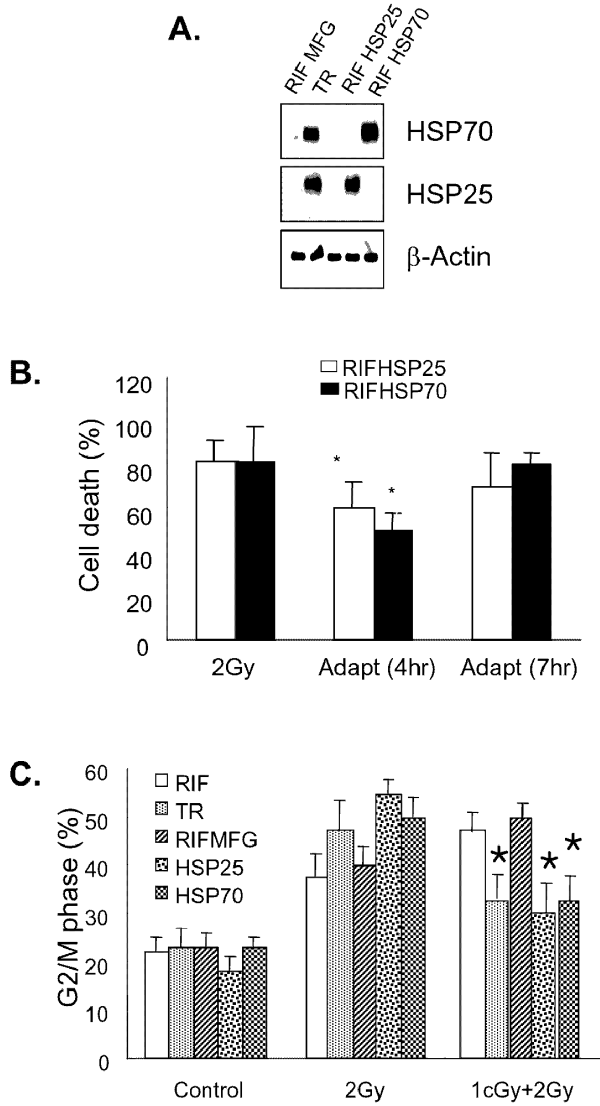 A.
RIF MFG
TR
RIF HSP25
RIF HSP70
HSP70
HSP25
β-Actin
B.
RIFHSP25
RIFHSP70
Cell death (%)
120
100
80
60
40
20
0
*
*
2Gy
Adapt (4hr)
Adapt (7hr)
C.
RIF
TR
RIFMFG
HSP25
HSP70
G2/M phase (%)
60
50
40
30
20
10
0
*
*
*
Control
2Gy
1cGy+2Gy